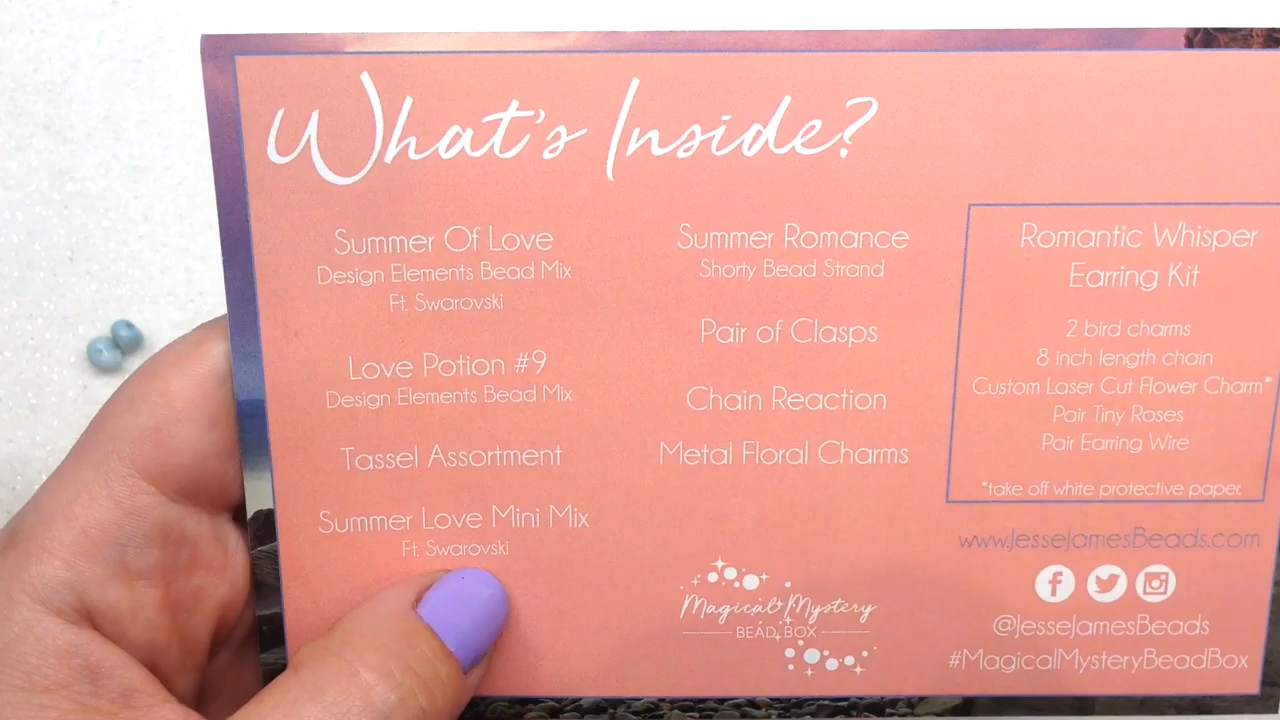 What's Inside?
Summer Of Love
Design Elements Bead Mix
Ft. Swarovski
Love Potion #9
Design Elements Bead Mix
Tassel Assortment
Summer Love Mini Mix
Ft. Swarovski
Summer Romance
Shorty Bead Strand
Pair of Clasps
Chain Reaction
Metal Floral Charms
Magical Mystery
BEAD BOX
Romantic Whisper
Earring Kit
2 bird charms
8 inch length chain
Custom Laser Cut Flower Charm*
Pair Tiny Roses
Pair Earring Wire
*take off white protective paper.
www.JesseJamesBeads.com
@JesseJamesBeads
#MagicalMysteryBeadBox